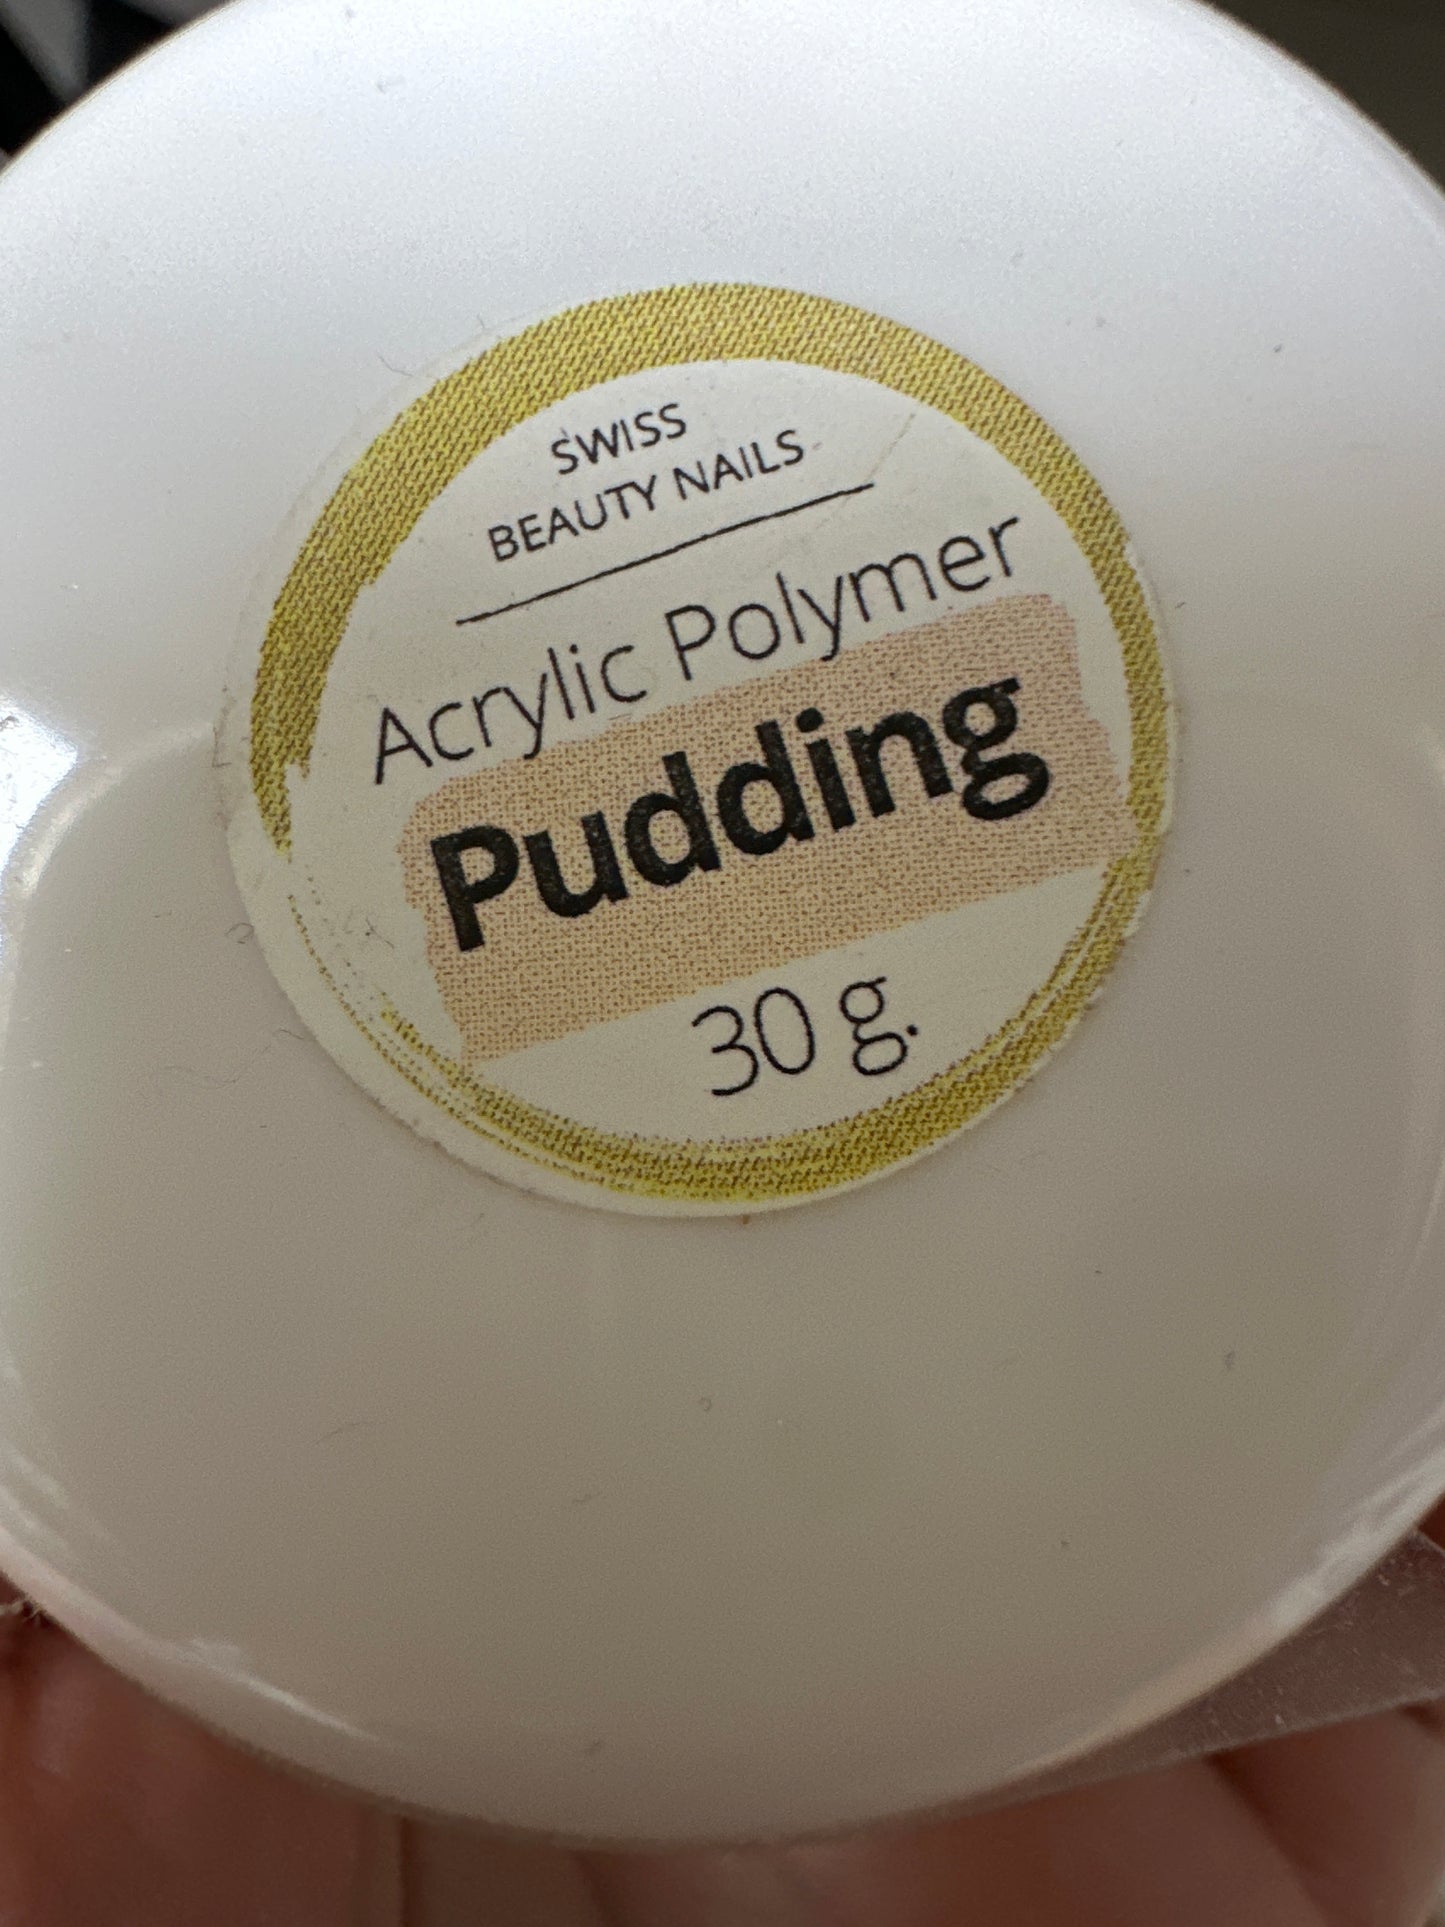 SWISS
BEAUTY NAILS
Acrylic Polymer
Pudding
30 g.